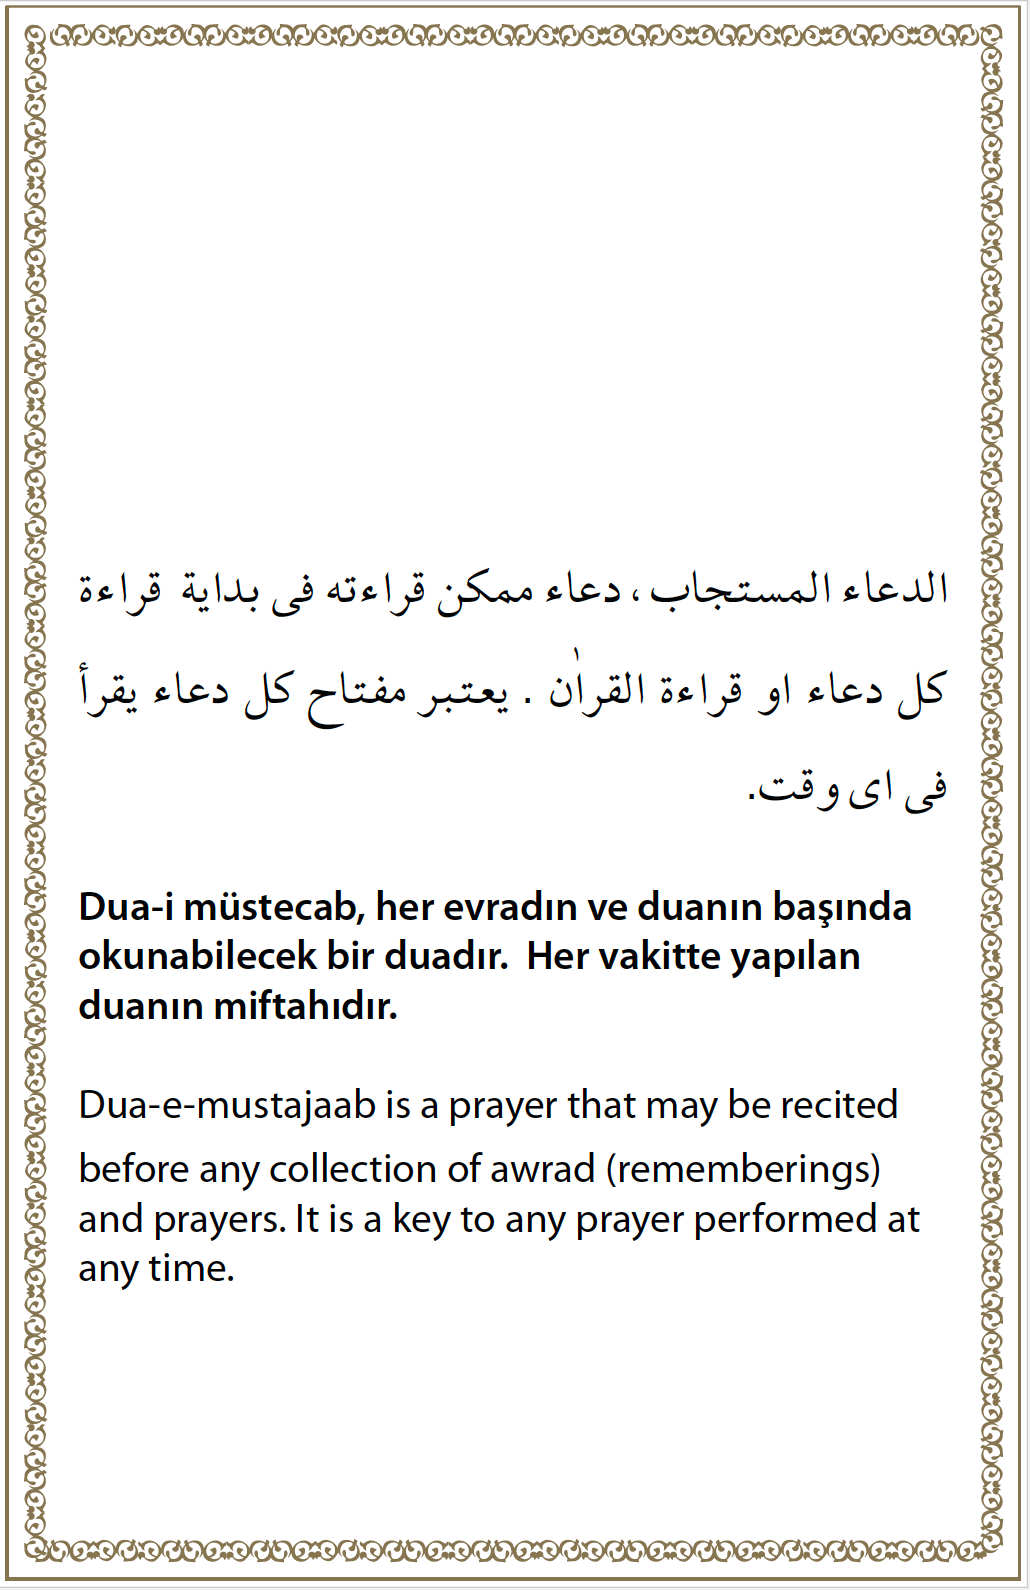 الدعاء المستجاب، دعاء ممكن قراءته فى بداية قراءة
كل دعاء او قراءة القراٰن . يعتبر مفتاح كل دعاء يقرأ
فى اى وقت.
Dua-i müstecab, her evradın ve duanın başında
okunabilecek bir duadır.  Her vakitte yapılan
duanın miftahıdır.
Dua-e-mustajaab is a prayer that may be recited
before any collection of awrad (rememberings)
and prayers. It is a key to any prayer performed at
any time.